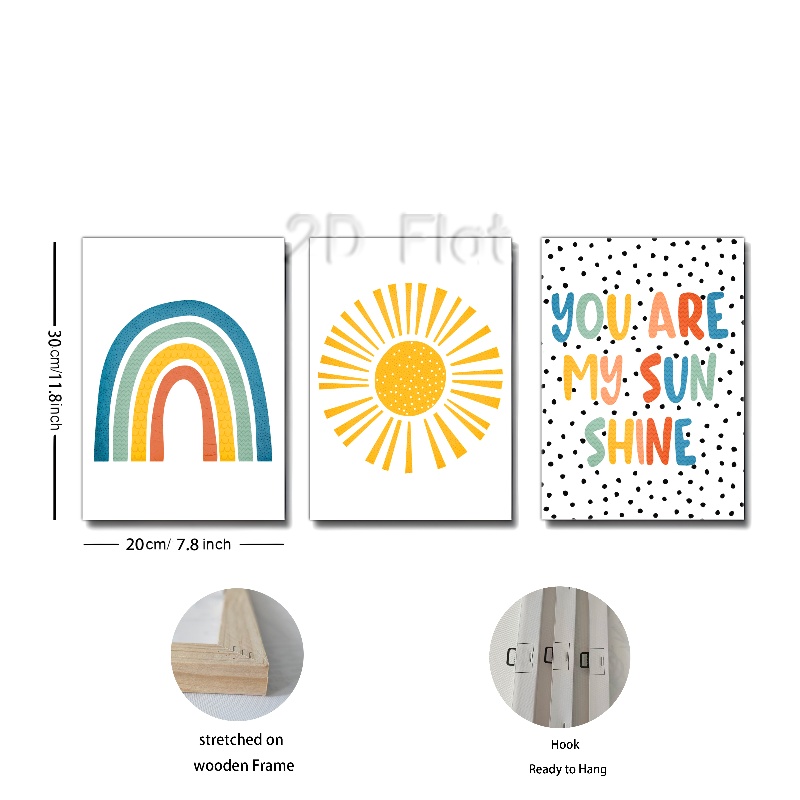 2D Flat
30cm/11.8inch
YOU ARE
MY SUN
SHINE
20cm/ 7.8 inch
stretched on
wooden Frame
Hook
Ready to Hang